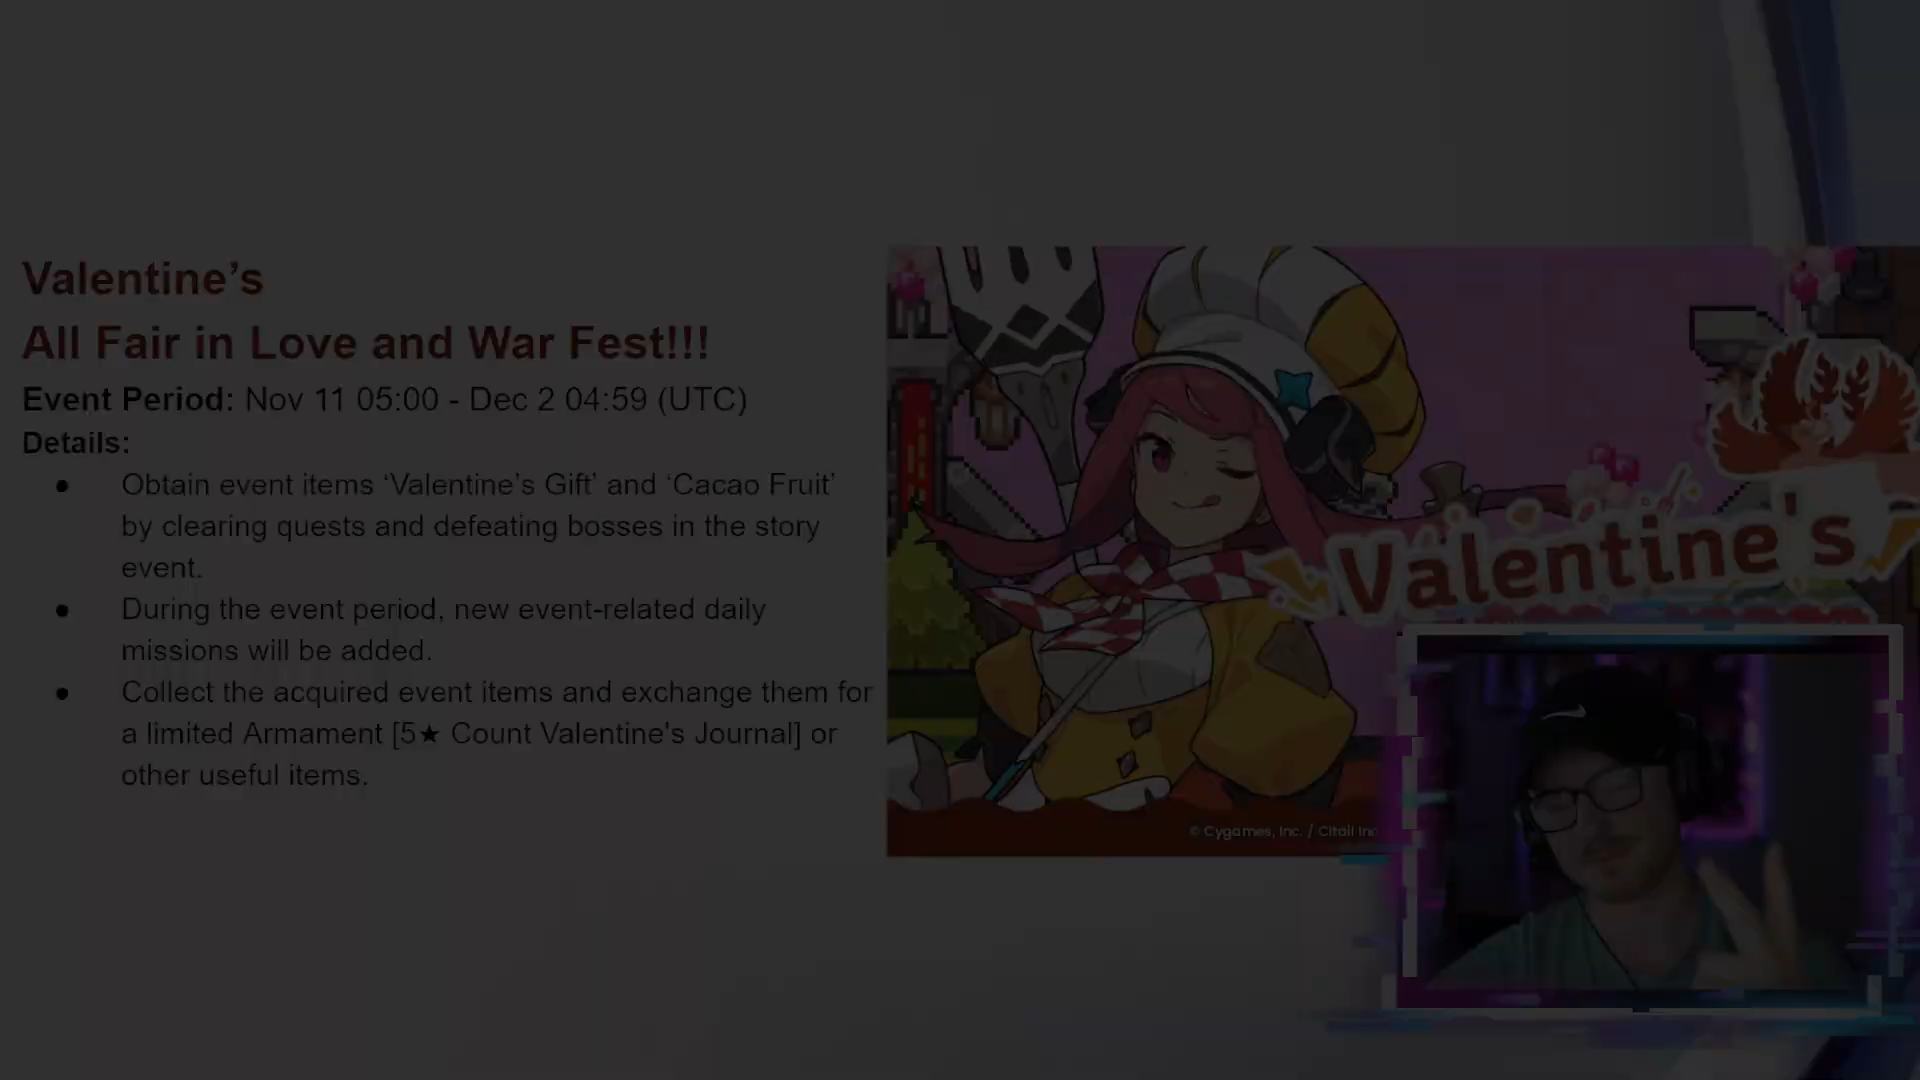 Valentine’s
All Fair in Love and War Fest!!!
Event Period: Nov 11 05:00 - Dec 2 04:59 (UTC)
Details:
● Obtain event items ‘Valentine’s Gift’ and ‘Cacao Fruit’
by clearing quests and defeating bosses in the story
event.
● During the event period, new event-related daily
missions will be added.
● Collect the acquired event items and exchange them for
a limited Armament [5★ Count Valentine's Journal] or
other useful items.
Valentine's
© Cygames, Inc. / Citail Inc